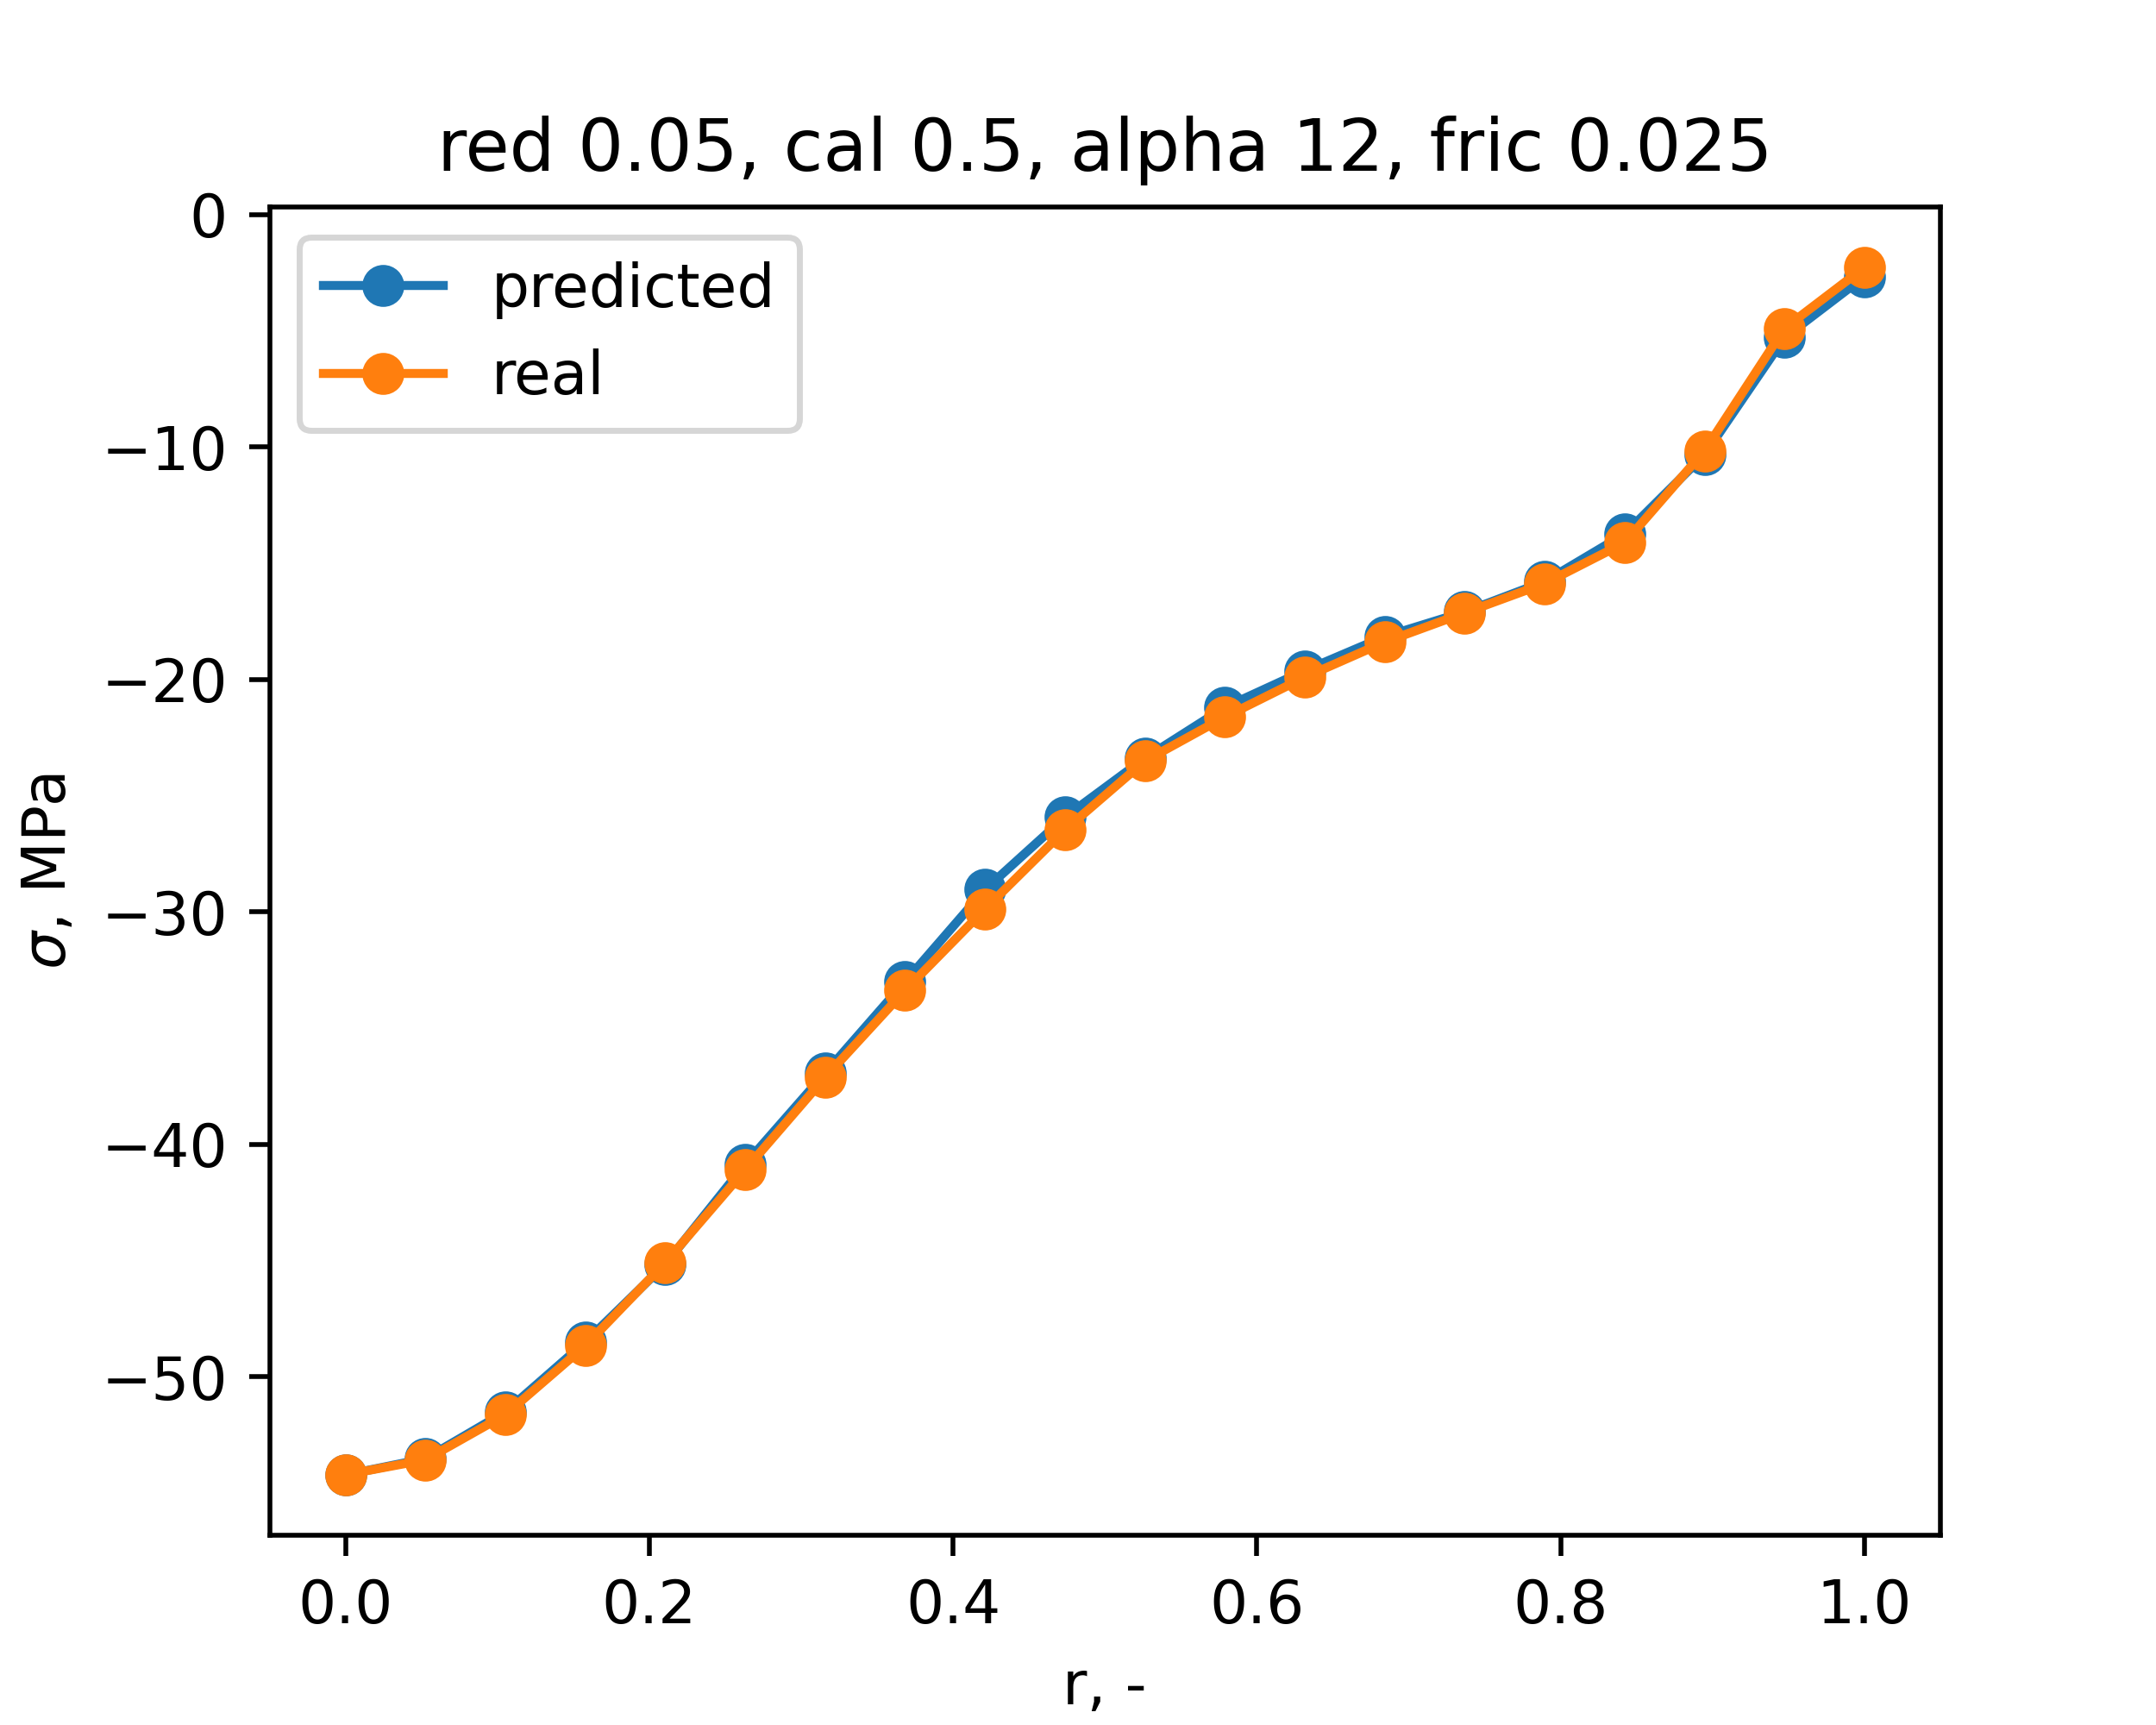 red 0.05, cal 0.5, alpha 12, fric 0.025
predicted
real
0
−10
−20
−30
−40
−50
σ, MPa
0.0 0.2 0.4 0.6 0.8 1.0
r, -